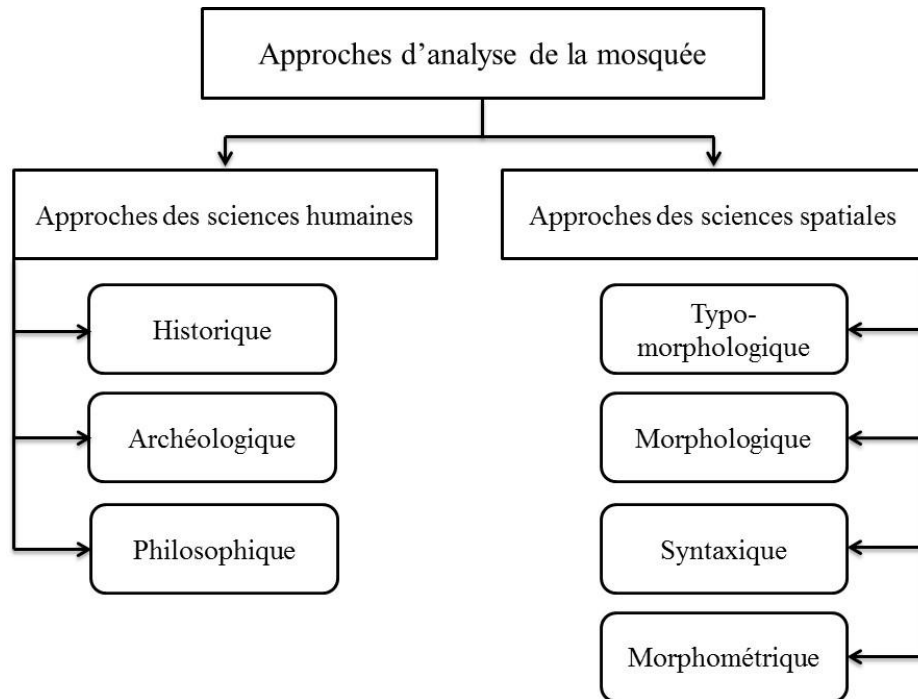 Approches d’analyse de la mosquée
Approches des sciences humaines
Historique
Archéologique
Philosophique
Approches des sciences spatiales
Typo-
morphologique
Morphologique
Syntaxique
Morphométrique